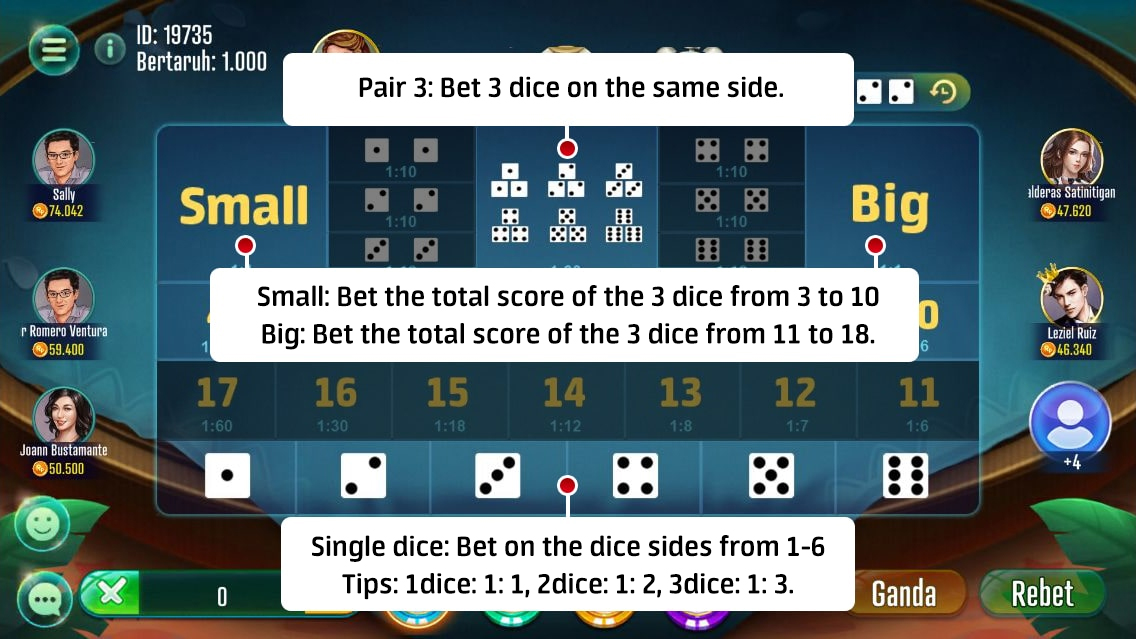 ID: 19735
Bertaruh: 1.000
Pair 3: Bet 3 dice on the same side.
Sally
74.042
Small
1:10
1:10
1:10
1:10
Big
alderas Satinitigan
47.620
Small: Bet the total score of the 3 dice from 3 to 10
Big: Bet the total score of the 3 dice from 11 to 18.
r Romero Ventura
59.400
Leziel Ruiz
46.340
17
16
15
14
13
12
11
1:60
1:30
1:18
1:12
1:8
1:7
1:6
Joann Bustamante
50.500
+4
Single dice: Bet on the dice sides from 1-6
Tips: 1dice: 1: 1, 2dice: 1: 2, 3dice: 1: 3.
0
Ganda
Rebet